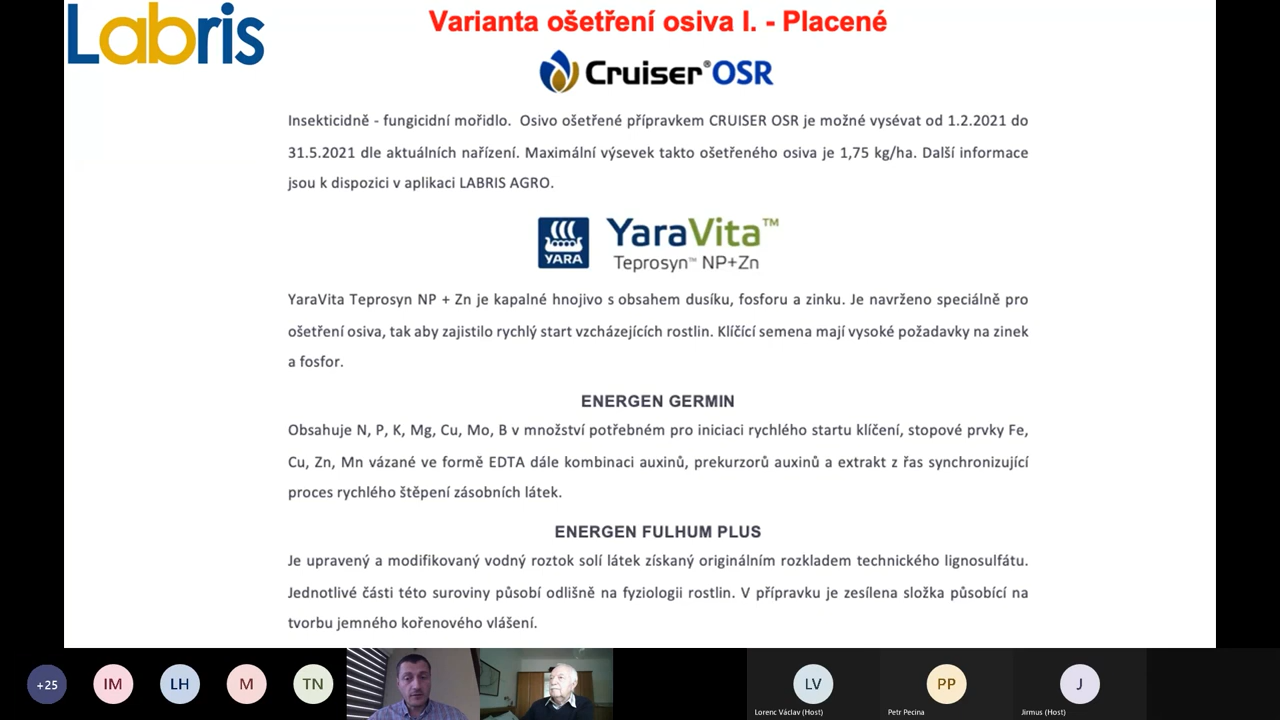 Labris
Varianta ošetření osiva I. - Placené
Cruiser® OSR
Insekticidně - fungicidní mořidlo. Osivo ošetřené přípravkem CRUISER OSR je možné vysévat od 1.2.2021 do
31.5.2021 dle aktuálních nařízení. Maximální výsevek takto ošetřeného osiva je 1,75 kg/ha. Další informace
jsou k dispozici v aplikaci LABRIS AGRO.
YaraVita™
YARA
Teprosyn™ NP+Zn
YaraVita Teprosyn NP + Zn je kapalné hnojivo s obsahem dusíku, fosforu a zinku. Je navrženo speciálně pro
ošetření osiva, tak aby zajistilo rychlý start vzcházejících rostlin. Klíčící semena mají vysoké požadavky na zinek
a fosfor.
ENERGEN GERMIN
Obsahuje N, P, K, Mg, Cu, Mo, B v množství potřebném pro iniciaci rychlého startu klíčení, stopové prvky Fe,
Cu, Zn, Mn vázané ve formě EDTA dále kombinaci auxinů, prekurzorů auxinů a extrakt z řas synchronizující
proces rychlého štěpení zásobních látek.
ENERGEN FULHUM PLUS
Je upravený a modifikovaný vodný roztok solí látek získaný originálním rozkladem technického lignosulfátu.
Jednotlivé části této suroviny působí odlišně na fyziologii rostlin. V přípravku je zesílena složka působící na
tvorbu jemného kořenového vlášení.
+25 IM LH M TN LV PP J
Lorenc Václav (Host) Petr Pecina Jirmus (Host)